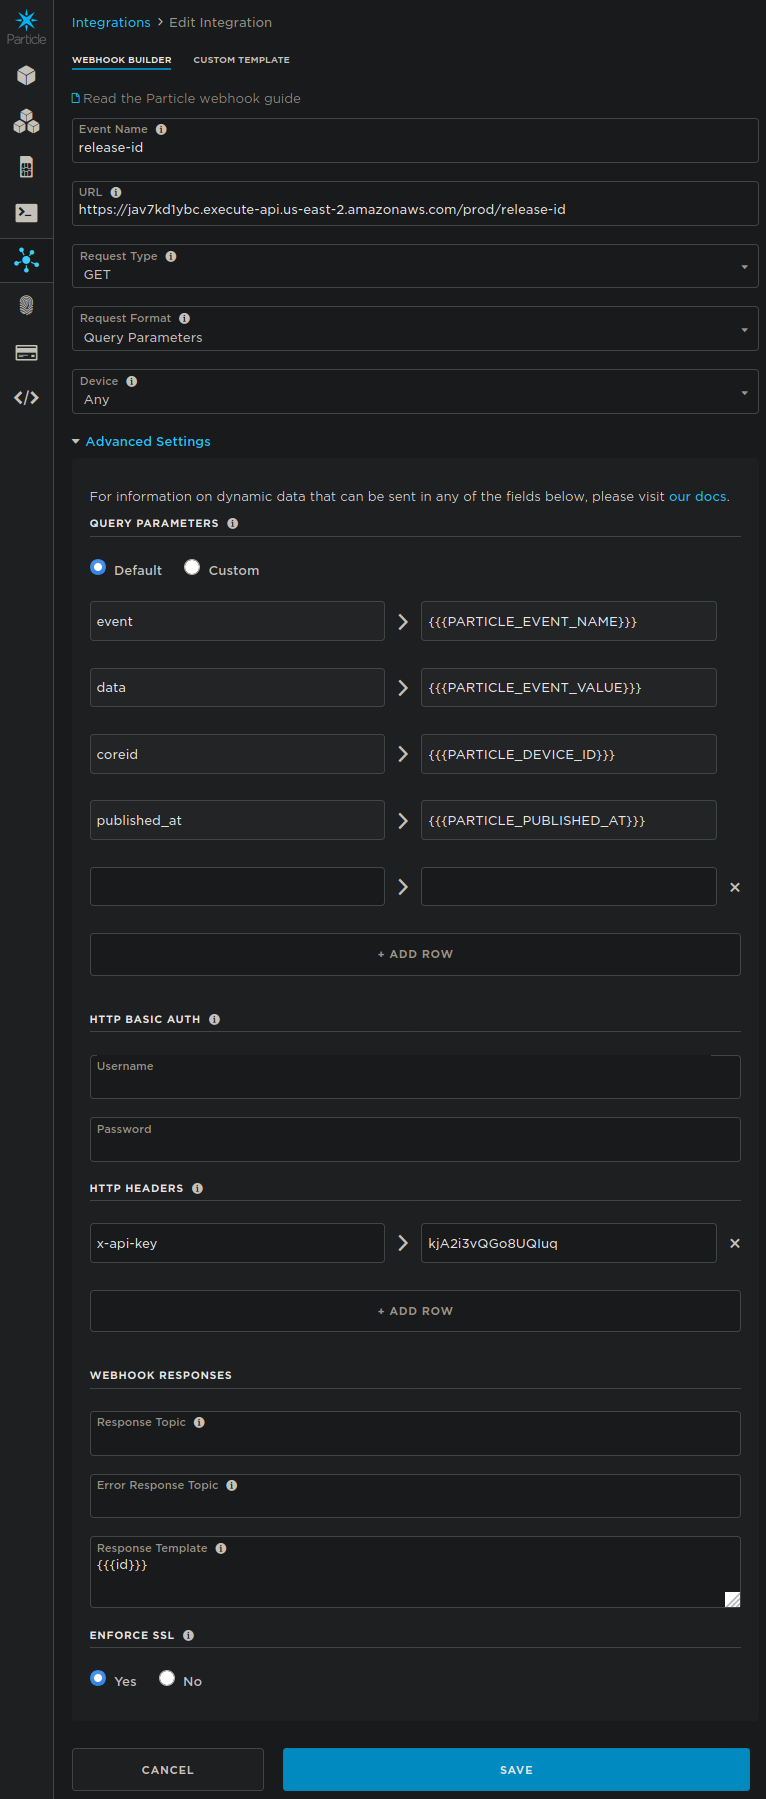 Particle
Integrations > Edit Integration
WEBHOOK BUILDER CUSTOM TEMPLATE
Read the Particle webhook guide
Event Name
release-id
URL
https://jav7kd1ybc.execute-api.us-east-2.amazonaws.com/prod/release-id
Request Type
GET
Request Format
Query Parameters
Device
Any
Advanced Settings
For information on dynamic data that can be sent in any of the fields below, please visit our docs.
QUERY PARAMETERS
Default Custom
event > {{{PARTICLE_EVENT_NAME}}}
data > {{{PARTICLE_EVENT_VALUE}}}
coreid > {{{PARTICLE_DEVICE_ID}}}
published_at > {{{PARTICLE_PUBLISHED_AT}}}
+ ADD ROW
HTTP BASIC AUTH
Username
Password
HTTP HEADERS
x-api-key > kjA2i3vQGo8UQIuq
+ ADD ROW
WEBHOOK RESPONSES
Response Topic
Error Response Topic
Response Template
{{{id}}}
ENFORCE SSL
Yes No
CANCEL SAVE